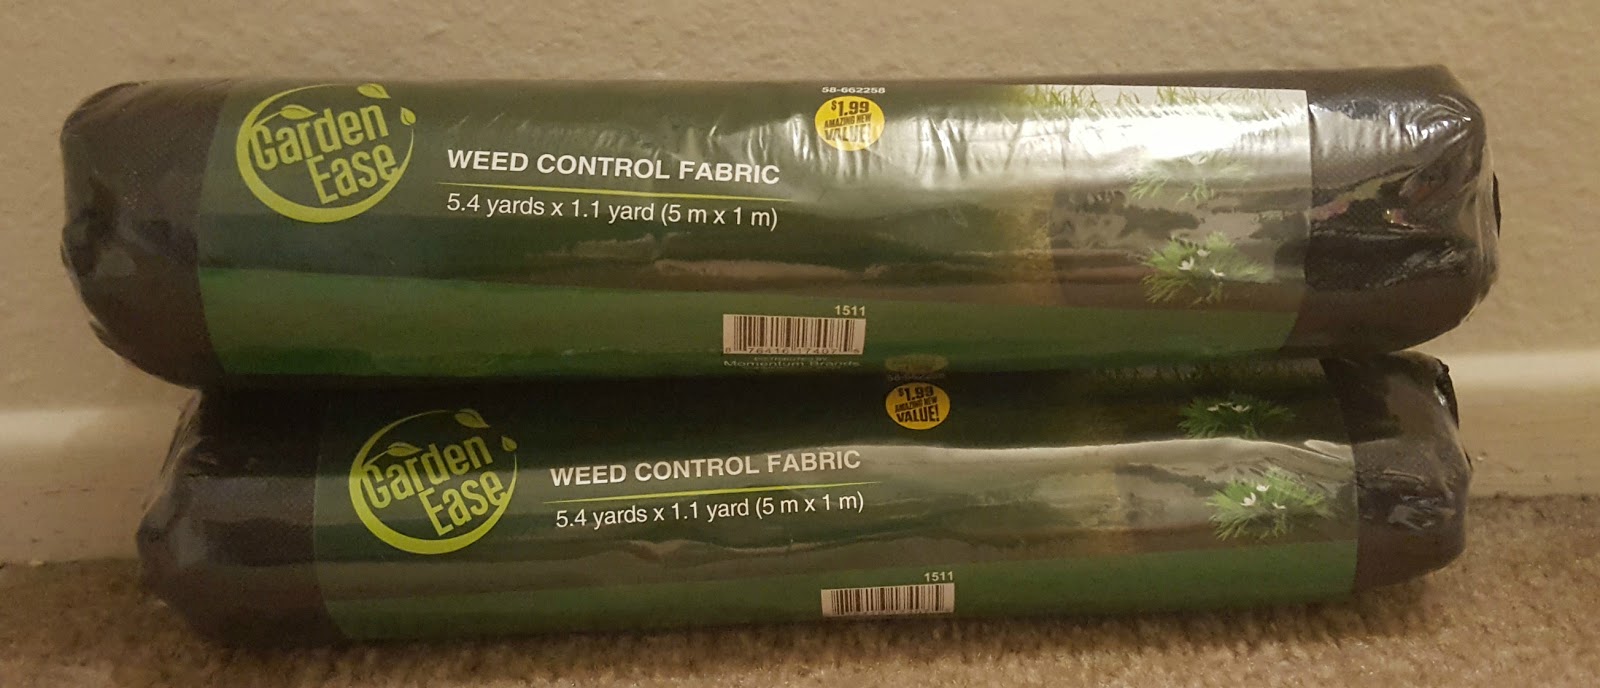 58-662258
$1.99
AMAZING NEW
VALUE!
Garden
Ease
WEED CONTROL FABRIC
5.4 yards x 1.1 yard (5 m x 1 m)
1511
Momentum Brands
$1.99
AMAZING NEW
VALUE!
Garden
Ease
WEED CONTROL FABRIC
5.4 yards x 1.1 yard (5 m x 1 m)
1511